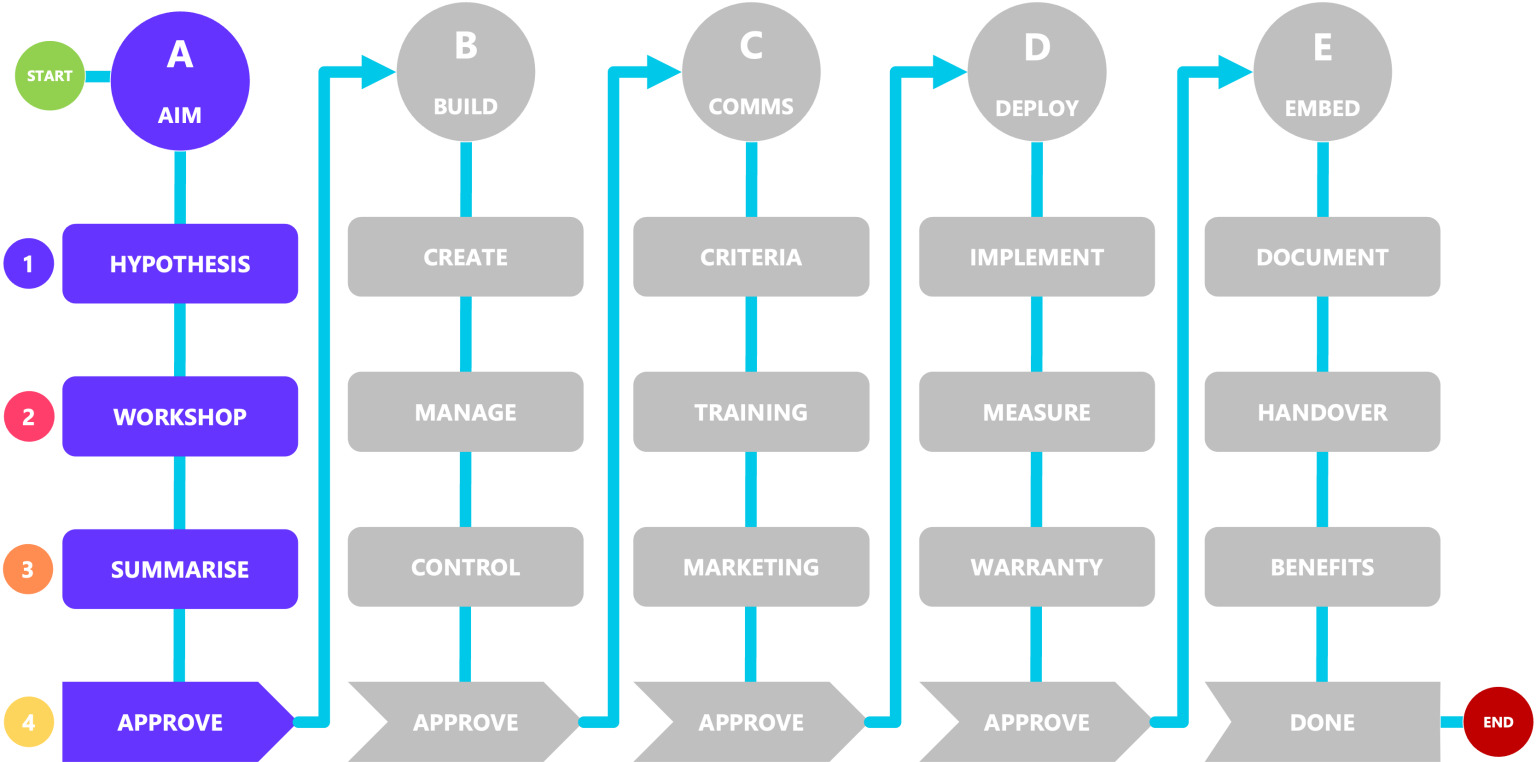 START
A
AIM
B
BUILD
C
COMMS
D
DEPLOY
E
EMBED
1
HYPOTHESIS
CREATE
CRITERIA
IMPLEMENT
DOCUMENT
2
WORKSHOP
MANAGE
TRAINING
MEASURE
HANDOVER
3
SUMMARISE
CONTROL
MARKETING
WARRANTY
BENEFITS
4
APPROVE
APPROVE
APPROVE
APPROVE
DONE
END